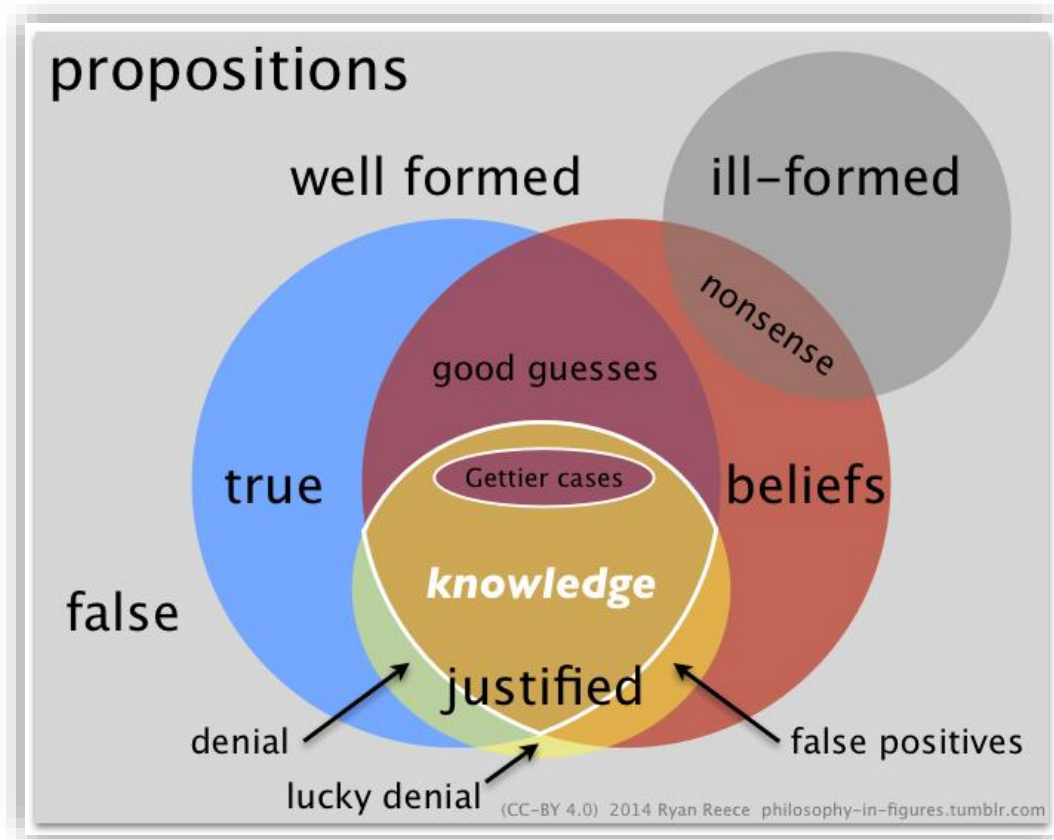 propositions
well formed
ill-formed
nonsense
good guesses
Gettier cases
true
beliefs
knowledge
false
justified
denial
false positives
lucky denial
(CC-BY 4.0) 2014 Ryan Reece philosophy-in-figures.tumblr.com